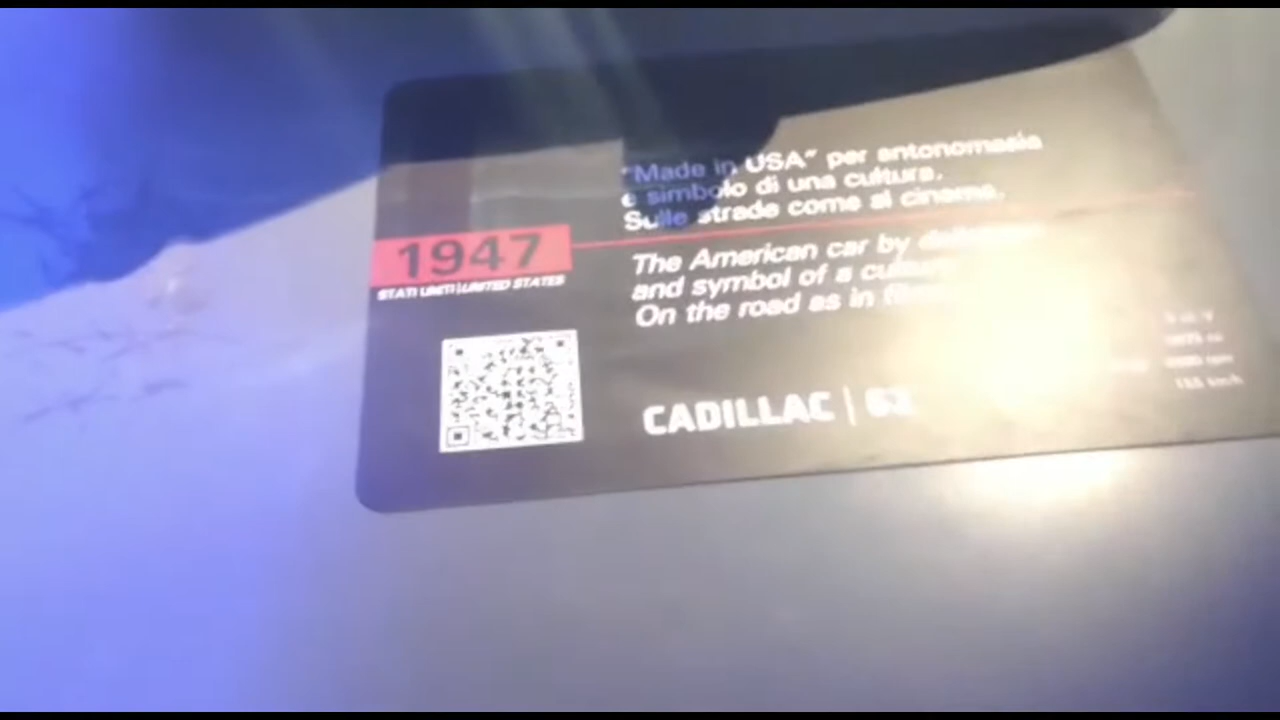 "Made in USA" per antonomasia
e simbolo di una cultura.
Sulle strade come al cinema.
1947
STATI UNITI | UNITED STATES
The American car by
and symbol of a
On the road as in
CADILLAC | 62